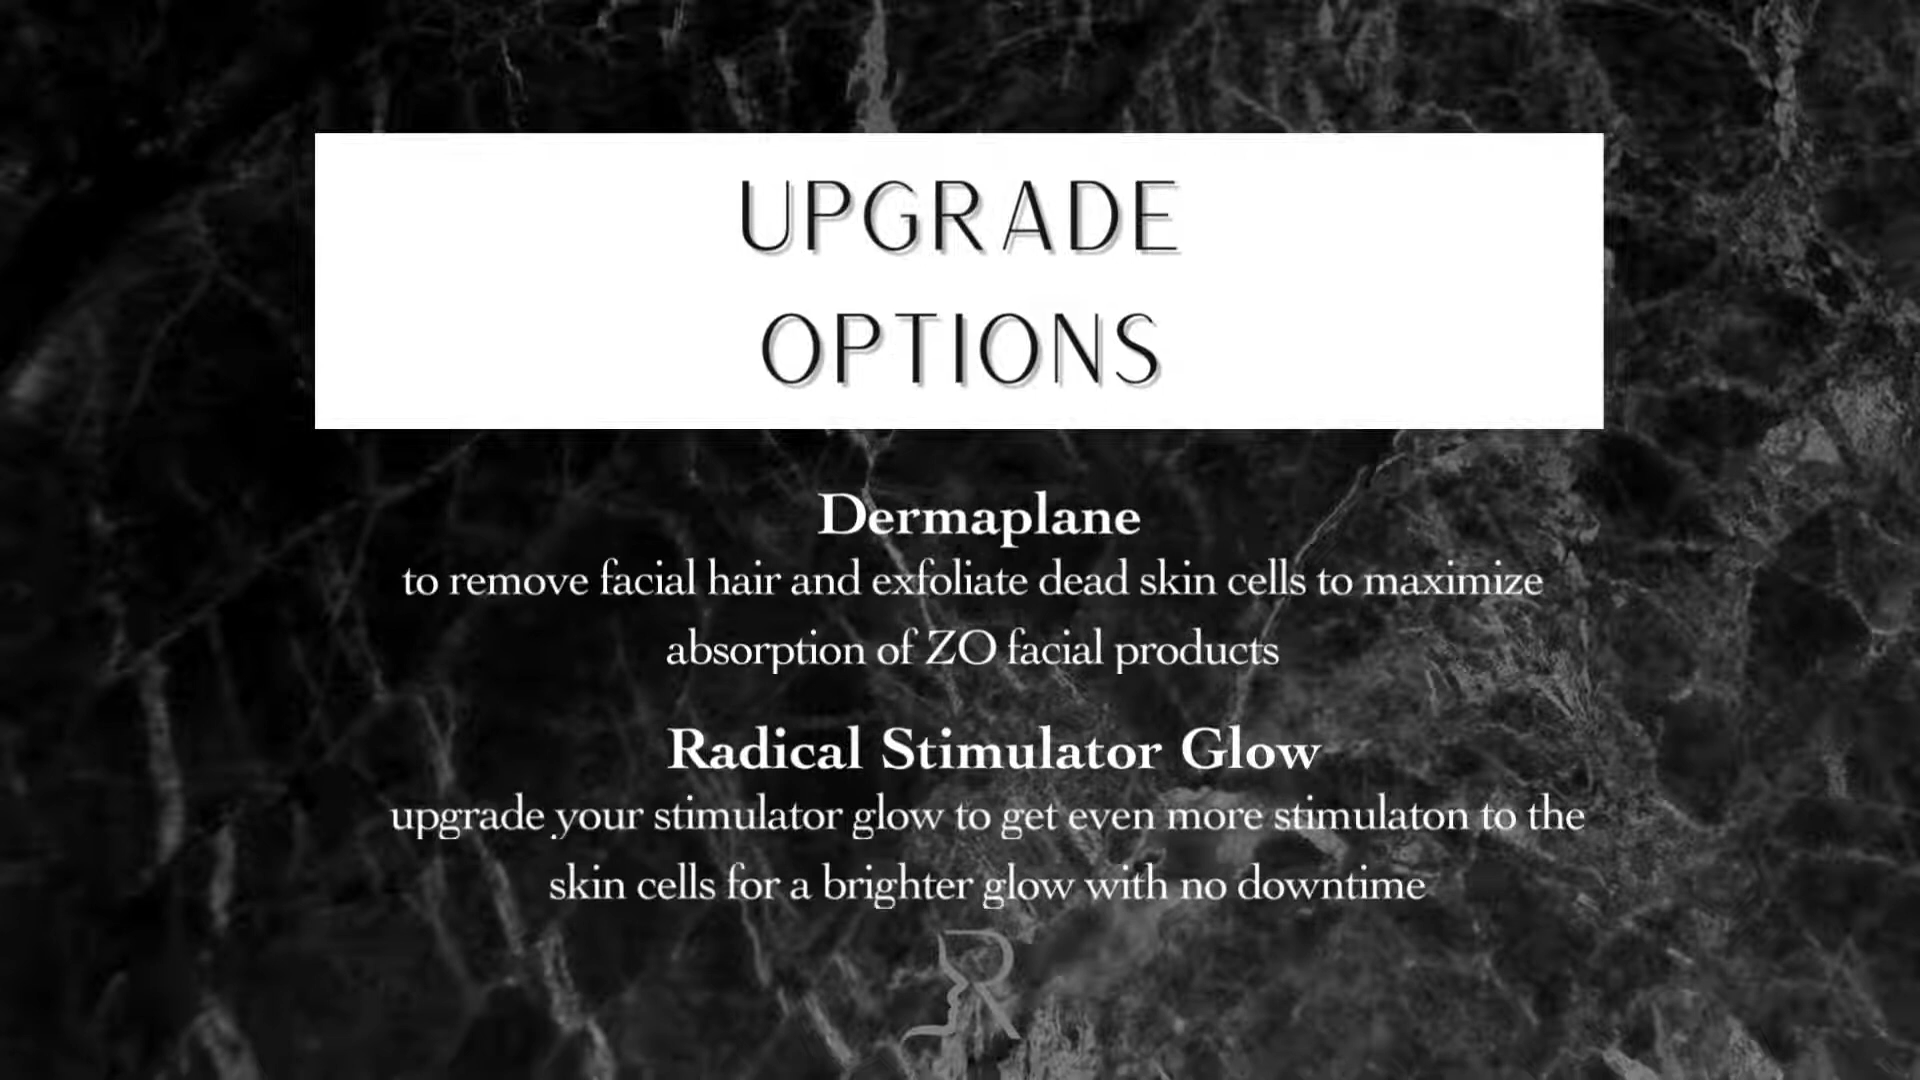 UPGRADE
OPTIONS
Dermaplane
to remove facial hair and exfoliate dead skin cells to maximize
absorption of ZO facial products
Radical Stimulator Glow
upgrade your stimulator glow to get even more stimulaton to the
skin cells for a brighter glow with no downtime
R